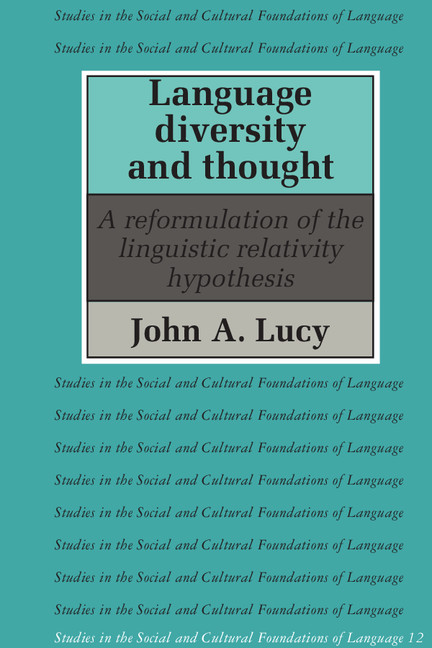 Studies in the Social and Cultural Foundations of Language
Studies in the Social and Cultural Foundations of Language
Language
diversity
and thought
A reformulation of the
linguistic relativity
hypothesis
John A. Lucy
Studies in the Social and Cultural Foundations of Language
Studies in the Social and Cultural Foundations of Language
Studies in the Social and Cultural Foundations of Language
Studies in the Social and Cultural Foundations of Language
Studies in the Social and Cultural Foundations of Language
Studies in the Social and Cultural Foundations of Language
Studies in the Social and Cultural Foundations of Language
Studies in the Social and Cultural Foundations of Language
Studies in the Social and Cultural Foundations of Language 12